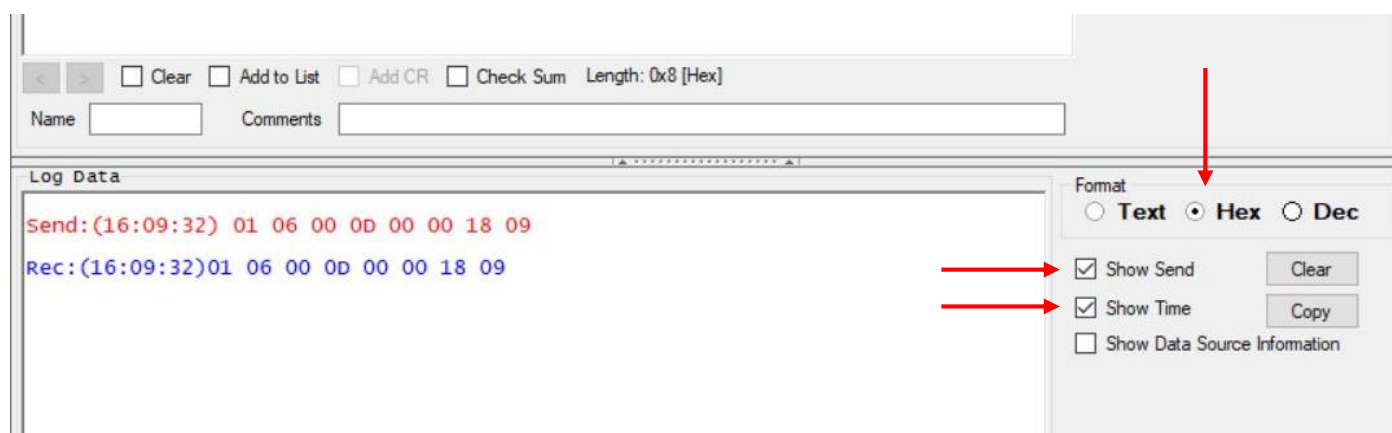 < > Clear Add to List Add CR Check Sum Length: 0x8 [Hex]
Name Comments
Log Data
Send:(16:09:32) 01 06 00 0D 00 00 18 09
Rec:(16:09:32)01 06 00 0D 00 00 18 09
Format
Text Hex Dec
Show Send Clear
Show Time Copy
Show Data Source Information